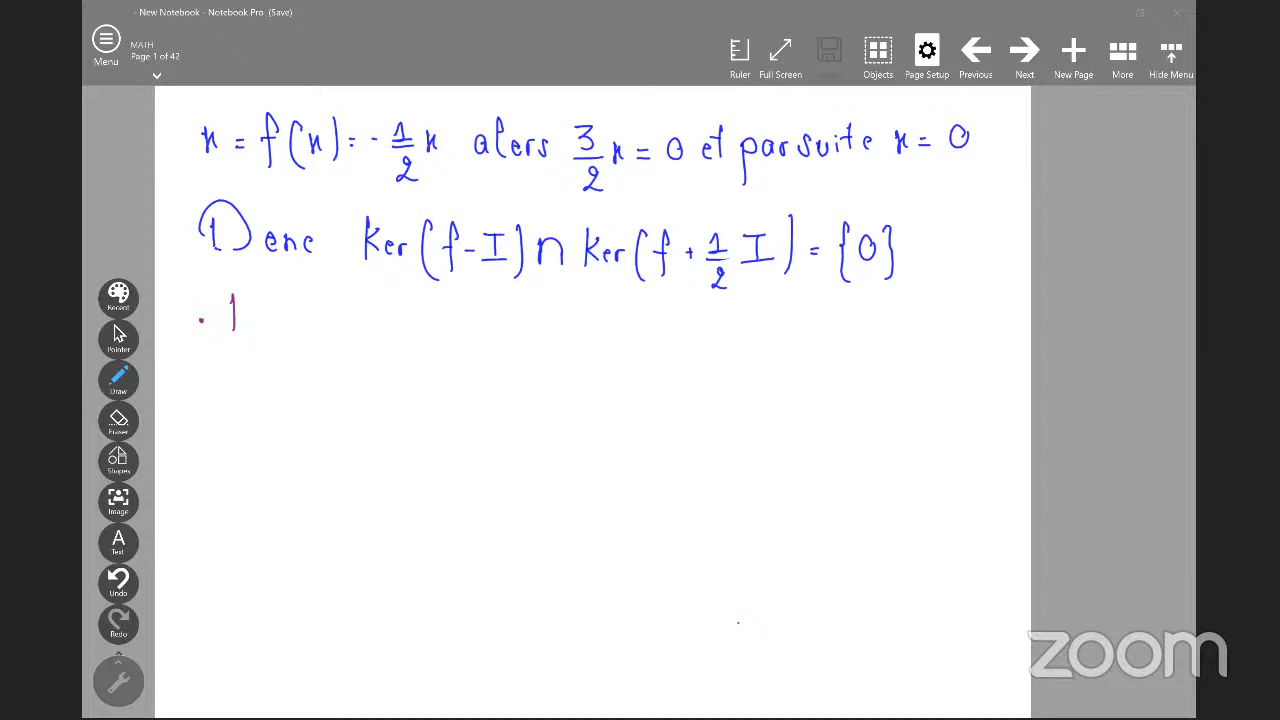 - New Notebook - Notebook Pro .(Save)
Menu
MATH
Page 1 of 42
Ruler
Full Screen
Objects
Page Setup
Previous
Next
New Page
More
Hide Menu
x = f(x) = -1/2 x alors 3/2 x = 0 et par suite x = 0
Donc Ker(f - I) ∩ Ker(f + 1/2 I) = {0}
Recent
Pointer
Draw
Eraser
Shapes
Image
A
Text
Undo
Redo
zoom